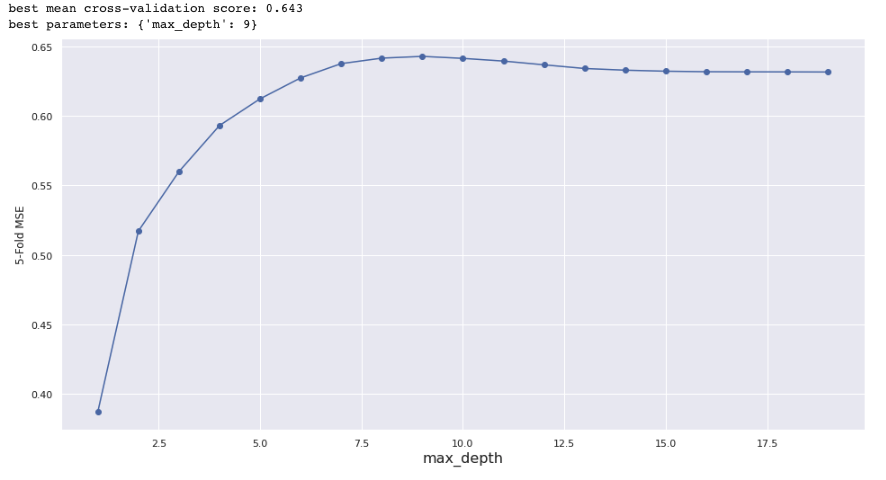 best mean cross-validation score: 0.643
best parameters: {'max_depth': 9}
0.65
0.60
0.55
0.50
0.45
0.40
5-Fold MSE
2.5 5.0 7.5 10.0 12.5 15.0 17.5
max_depth